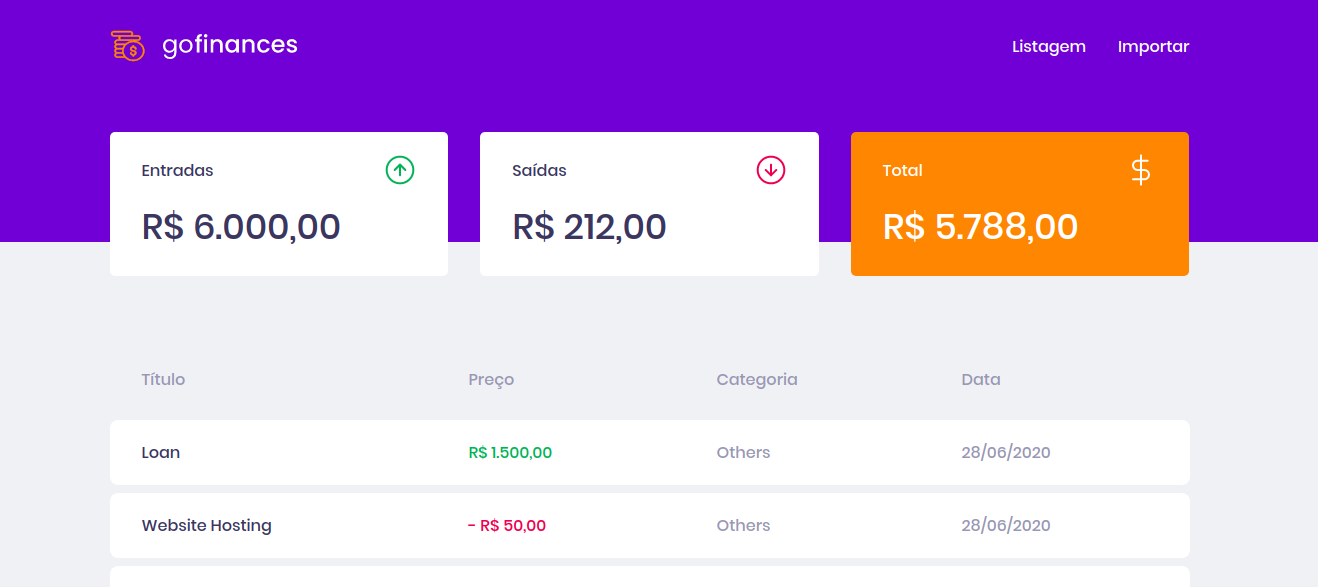 gofinances
Listagem Importar
Entradas
R$ 6.000,00
Saídas
R$ 212,00
Total
R$ 5.788,00
Título Preço Categoria Data
Loan R$ 1.500,00 Others 28/06/2020
Website Hosting - R$ 50,00 Others 28/06/2020